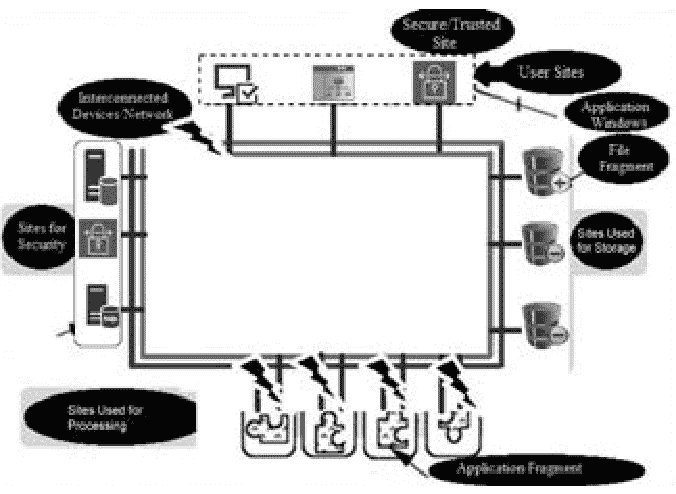 Secure/Trusted
Site
User Sites
Interconnected
Devices/Network
Application
Windows
File
Fragment
Sites for
Security
Sites Used
for Storage
Sites Used for
Processing
Application Fragment